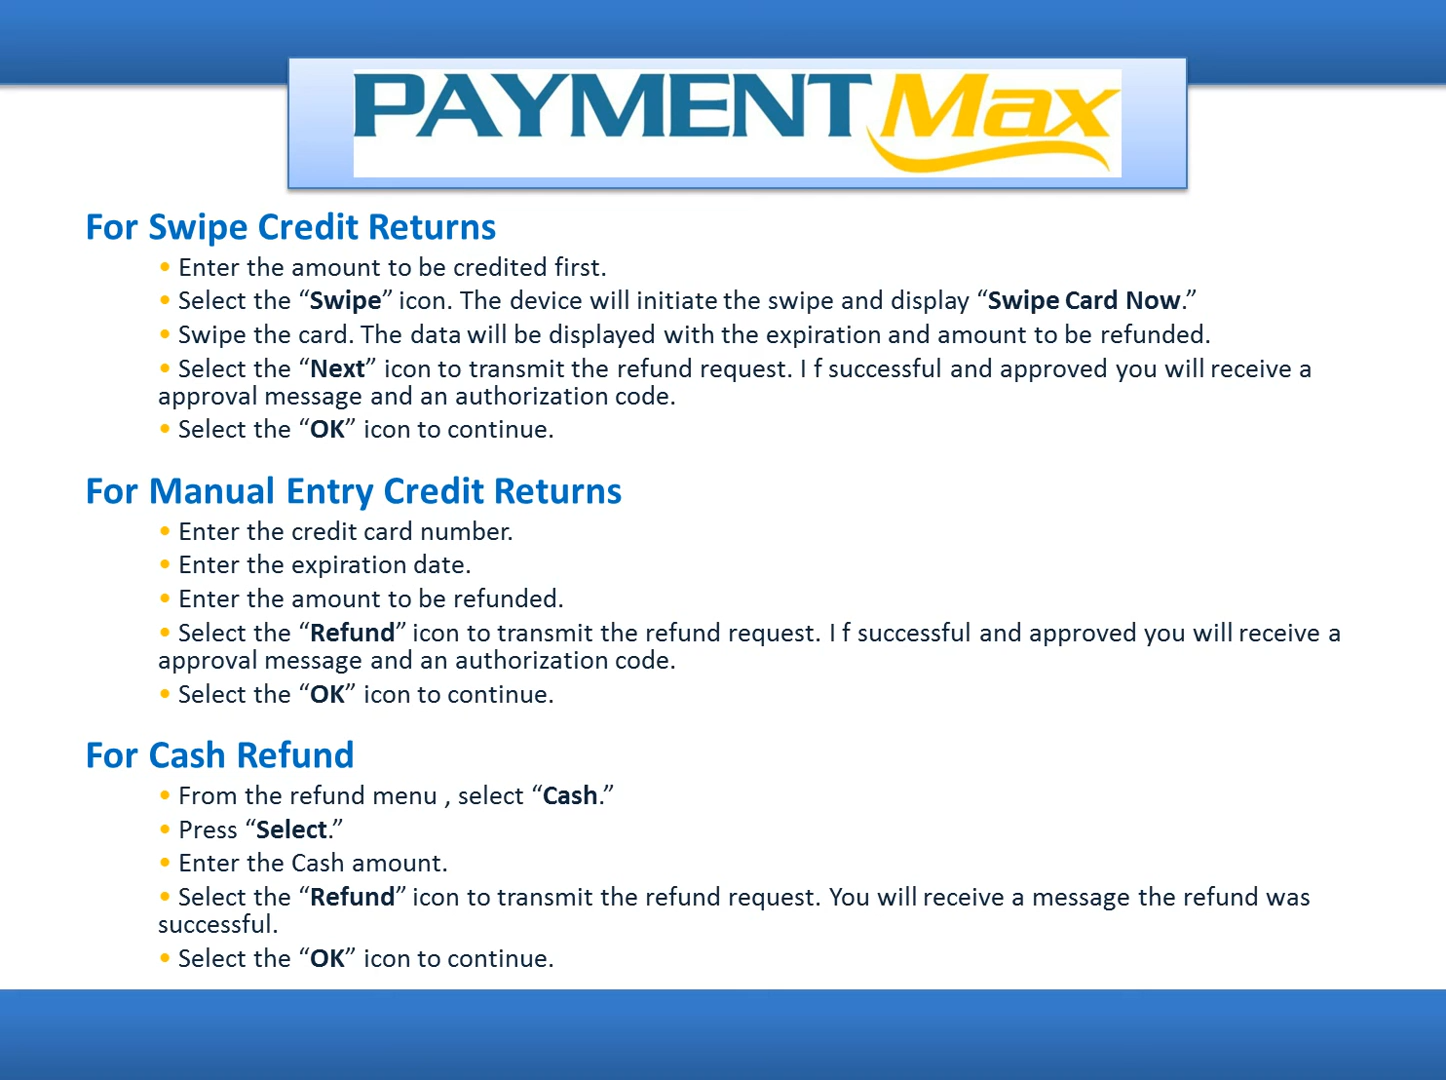 PAYMENTMax
For Swipe Credit Returns
• Enter the amount to be credited first.
• Select the “Swipe” icon. The device will initiate the swipe and display “Swipe Card Now.”
• Swipe the card. The data will be displayed with the expiration and amount to be refunded.
• Select the “Next” icon to transmit the refund request. I f successful and approved you will receive a
approval message and an authorization code.
• Select the “OK” icon to continue.
For Manual Entry Credit Returns
• Enter the credit card number.
• Enter the expiration date.
• Enter the amount to be refunded.
• Select the “Refund” icon to transmit the refund request. I f successful and approved you will receive a
approval message and an authorization code.
• Select the “OK” icon to continue.
For Cash Refund
• From the refund menu , select “Cash.”
• Press “Select.”
• Enter the Cash amount.
• Select the “Refund” icon to transmit the refund request. You will receive a message the refund was
successful.
• Select the “OK” icon to continue.